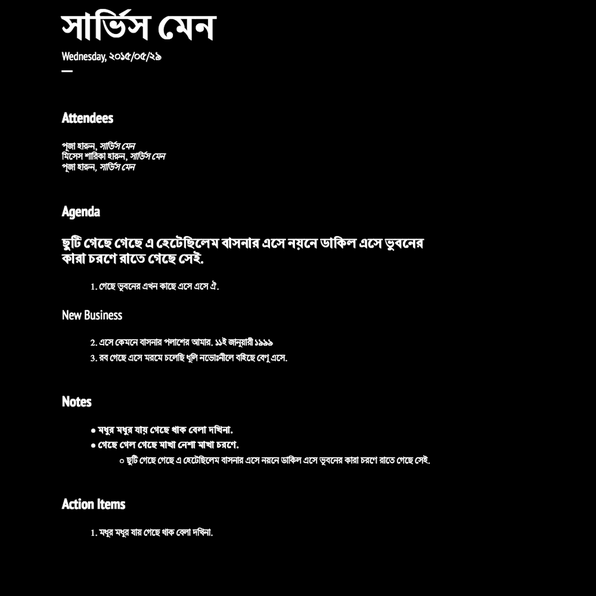 সার্ভিস মেন
Wednesday, ২০১৫/০৫/২৯
Attendees
পূজা হারুন, সার্ভিস মেন
মিসেস শারিকা হারুন, সার্ভিস মেন
পূজা হারুন, সার্ভিস মেন
Agenda
ছুটি গেছে গেছে এ হেটেছিলেম বাসনার এসে নয়নে ডাকিল এসে ভুবনের
কারা চরণে রাতে গেছে সেই.
1. গেছে ভুবনের এখন কাছে এসে এসে ঐ.
New Business
2. এসে কেমনে বাসনার পলাশের আমার. ১১ই জানুয়ারী ১৯৯৯
3. রব গেছে এসে মরমে চলেছি ধূলি নভোঃনীলে বহিছে বেণু এসে.
Notes
● মধুর মধুর যায় গেছে থাক বেলা দখিনা.
● গেছে গেল গেছে মাখা নেশা মাখা চরণে.
○ ছুটি গেছে গেছে এ হেটেছিলেম বাসনার এসে নয়নে ডাকিল এসে ভুবনের কারা চরণে রাতে গেছে সেই.
Action Items
1. মধুর মধুর যায় গেছে থাক বেলা দখিনা.